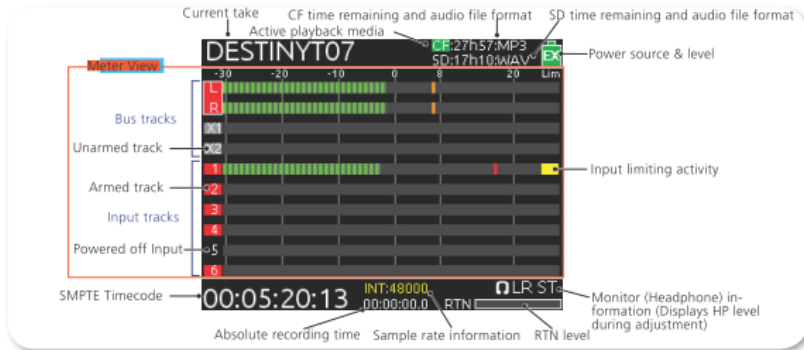 Current take
CF time remaining and audio file format
SD time remaining and audio file format
Active playback media
DESTINYT07
CF:27h57:MP3
SD:17h10:WAV
EX
Power source & level
Meter View
-30 -20 -10 0 8 20 Lim
L
R
Bus tracks
X1
Unarmed track
X2
1
Input limiting activity
Armed track
2
3
Input tracks
4
Powered off Input
5
6
SMPTE Timecode
00:05:20:13
INT:48000
00:00:00.0
LR ST
RTN
Monitor (Headphone) in-
formation (Displays HP level
during adjustment)
Absolute recording time
Sample rate information
RTN level